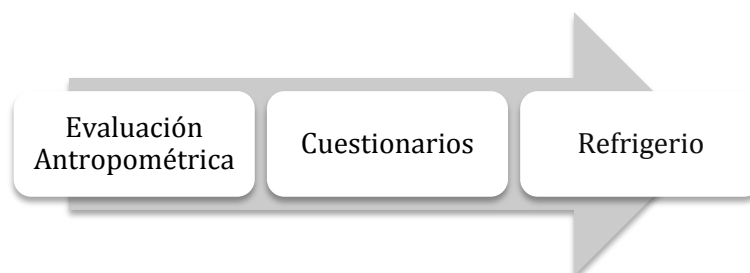 Evaluación
Antropométrica
Cuestionarios
Refrigerio